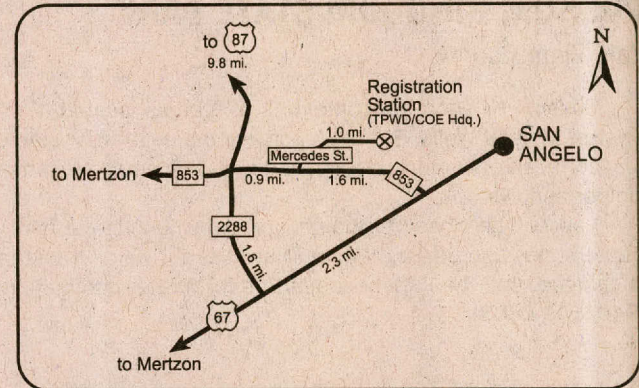 to 87
9.8 mi.
N
Registration
Station
(TPWD/COE Hdq.)
1.0 mi.
SAN
ANGELO
Mercedes St.
to Mertzon 853
0.9 mi.
1.6 mi.
853
2288
1.6 mi.
2.3 mi.
67
to Mertzon